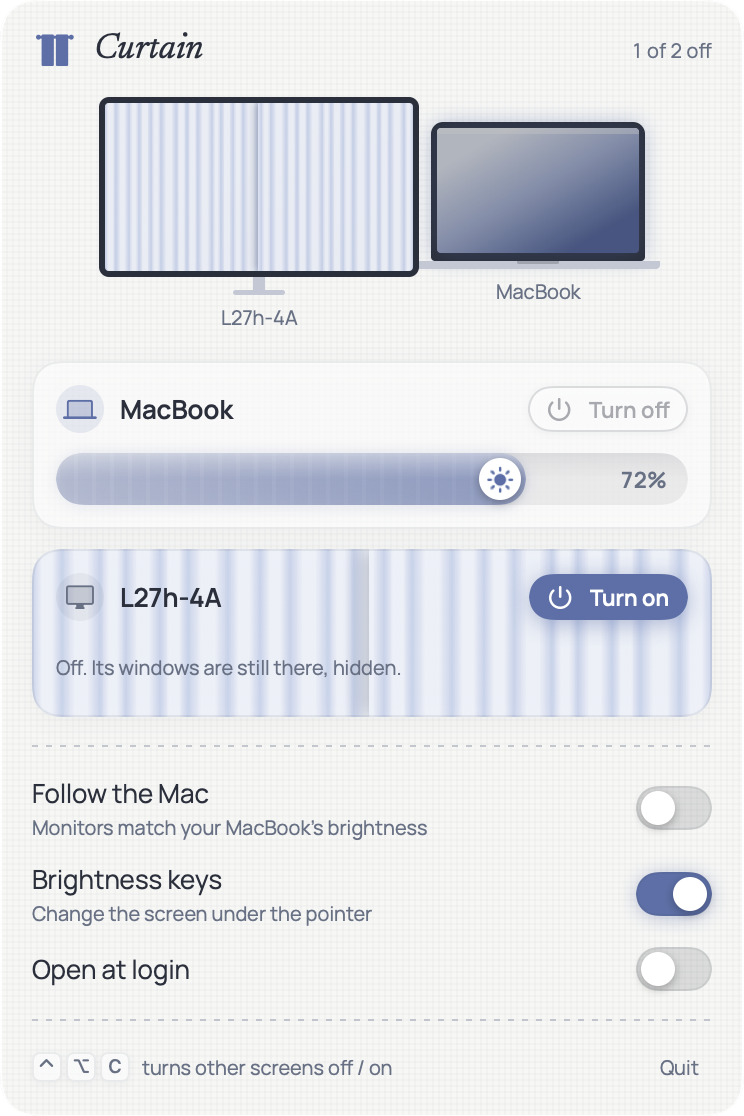 Curtain
1 of 2 off
MacBook
L27h-4A
MacBook
Turn off
72%
L27h-4A
Turn on
Off. Its windows are still there, hidden.
Follow the Mac
Monitors match your MacBook’s brightness
Brightness keys
Change the screen under the pointer
Open at login
⌃ ⌥ C turns other screens off / on
Quit